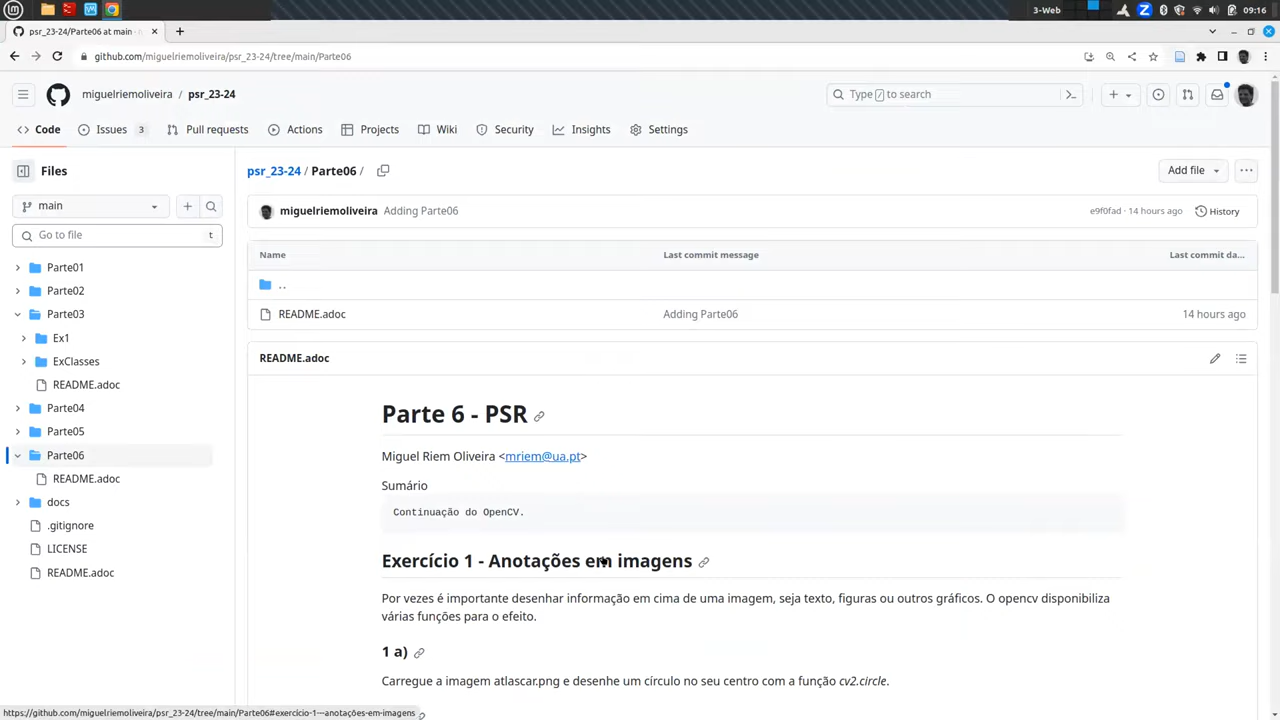 3-Web
09:16
psr_23-24/Parte06 at main ·
github.com/miguelriemoliveira/psr_23-24/tree/main/Parte06
miguelriemoliveira / psr_23-24
Type / to search
Code
Issues 3
Pull requests
Actions
Projects
Wiki
Security
Insights
Settings
Files
main
Go to file
t
Parte01
Parte02
Parte03
Ex1
ExClasses
README.adoc
Parte04
Parte05
Parte06
README.adoc
docs
.gitignore
LICENSE
README.adoc
psr_23-24 / Parte06 /
Add file
miguelriemoliveira Adding Parte06
e9f0fad · 14 hours ago
History
Name Last commit message Last commit da...
..
README.adoc Adding Parte06 14 hours ago
README.adoc
Parte 6 - PSR
Miguel Riem Oliveira <mriem@ua.pt>
Sumário
Continuação do OpenCV.
Exercício 1 - Anotações em imagens
Por vezes é importante desenhar informação em cima de uma imagem, seja texto, figuras ou outros gráficos. O opencv disponibiliza
várias funções para o efeito.
1 a)
Carregue a imagem atlascar.png e desenhe um círculo no seu centro com a função cv2.circle.
https://github.com/miguelriemoliveira/psr_23-24/tree/main/Parte06#exercício-1---anotações-em-imagens